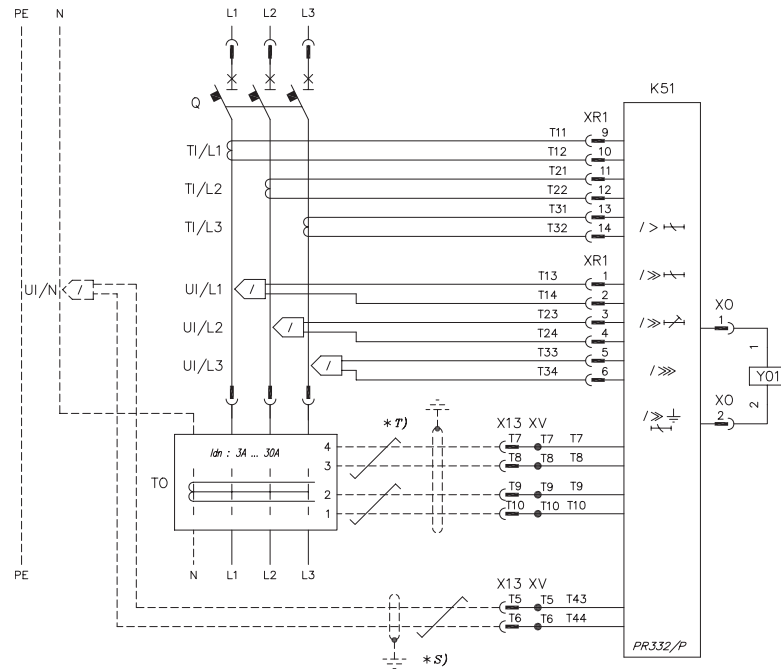 PE N L1 L2 L3
K51
Q
XR1
T11 9
TI/L1
T12 10
T21 11
TI/L2
T22 12
T31 13
TI/L3
T32 14
I >
XR1
I >>
T13 1
UI/N I
UI/L1 I
T14 2
XO
1
T23 3
I >>
UI/L2 I
T24 4
1
T33 5
UI/L3 I
T34 6
I >>>
Y01
2
XO
2
I >>
* T)
X13 XV
Idn : 3A ... 30A
4 T7 T7 T7
3 T8 T8 T8
TO
2 T9 T9 T9
1 T10 T10 T10
PE N L1 L2 L3
X13 XV
T5 T5 T43
T6 T6 T44
* S)
PR332/P